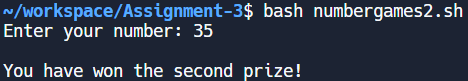 ~/workspace/Assignment-3$ bash numbergames2.sh
Enter your number: 35
You have won the second prize!